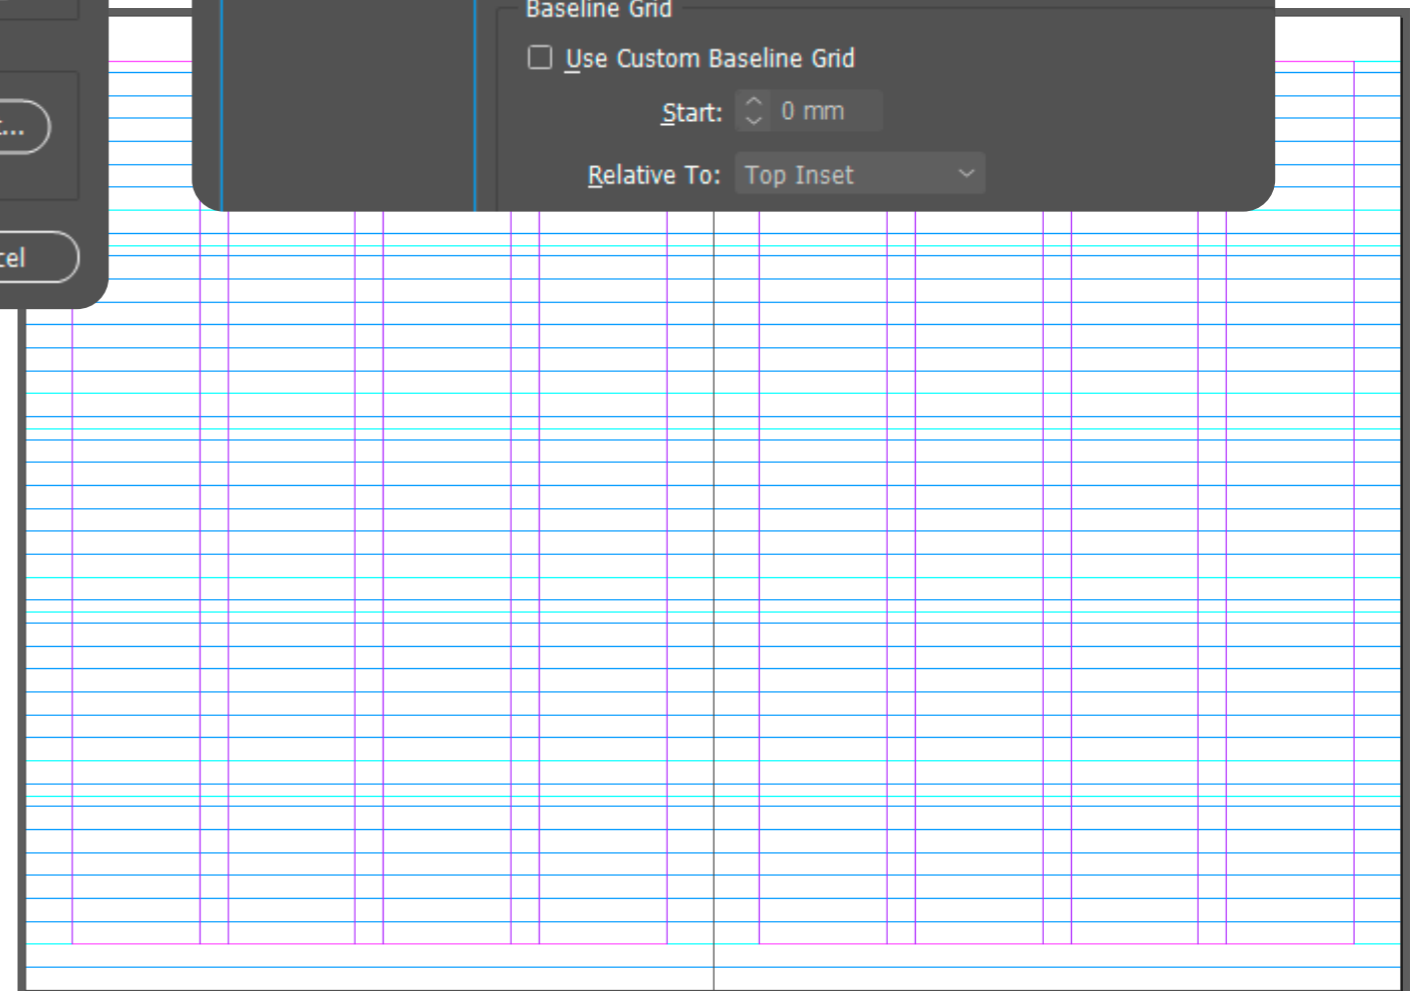 Baseline Grid
Use Custom Baseline Grid
...
Start: 0 mm
Relative To: Top Inset